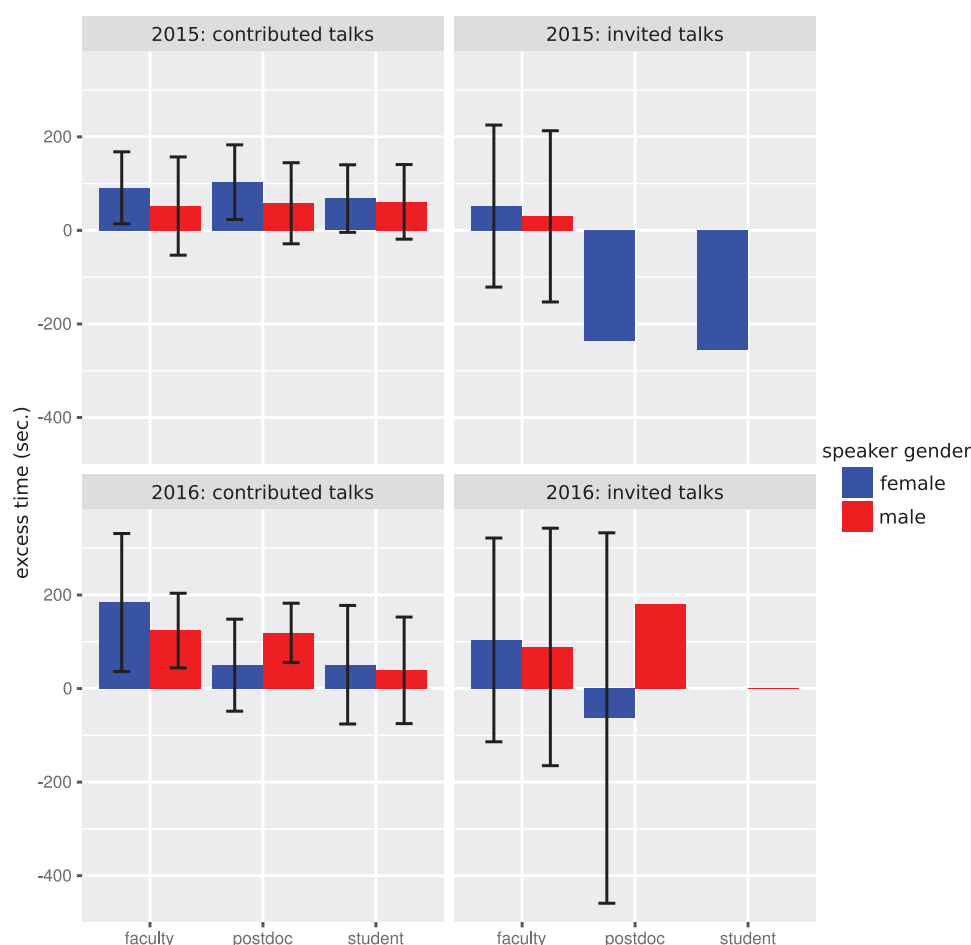 2015: contributed talks
2015: invited talks
200
0
-200
-400
excess time (sec.)
speaker gender
female
male
2016: contributed talks
2016: invited talks
200
0
-200
-400
faculty
postdoc
student
faculty
postdoc
student